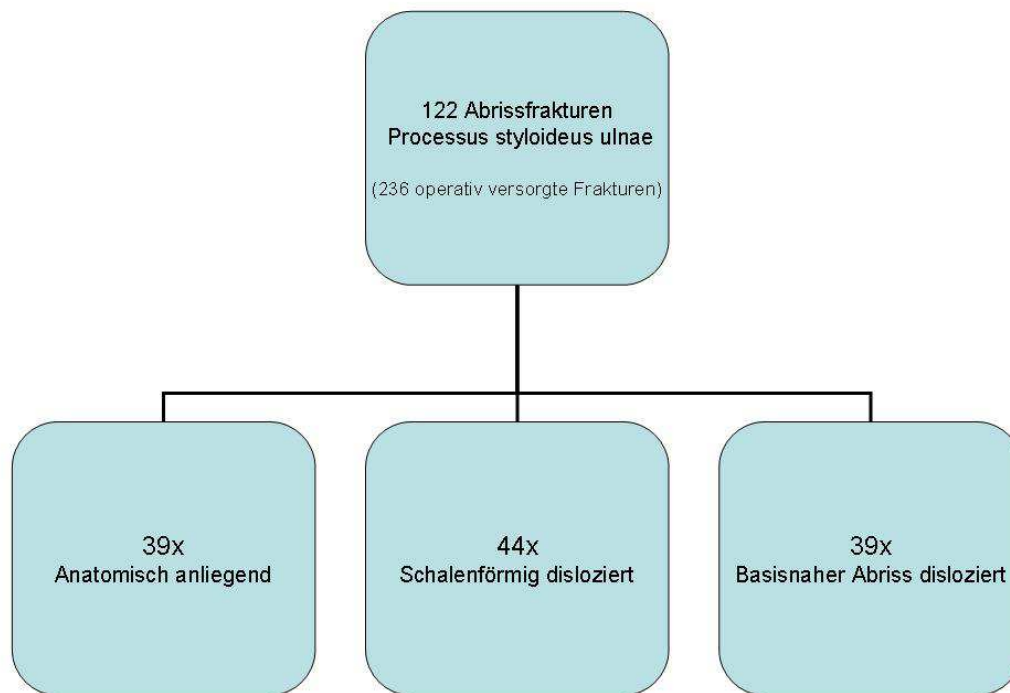 122 Abrissfrakturen
Processus styloideus ulnae
(236 operativ versorgte Frakturen)
39x
Anatomisch anliegend
44x
Schalenförmig disloziert
39x
Basisnaher Abriss disloziert